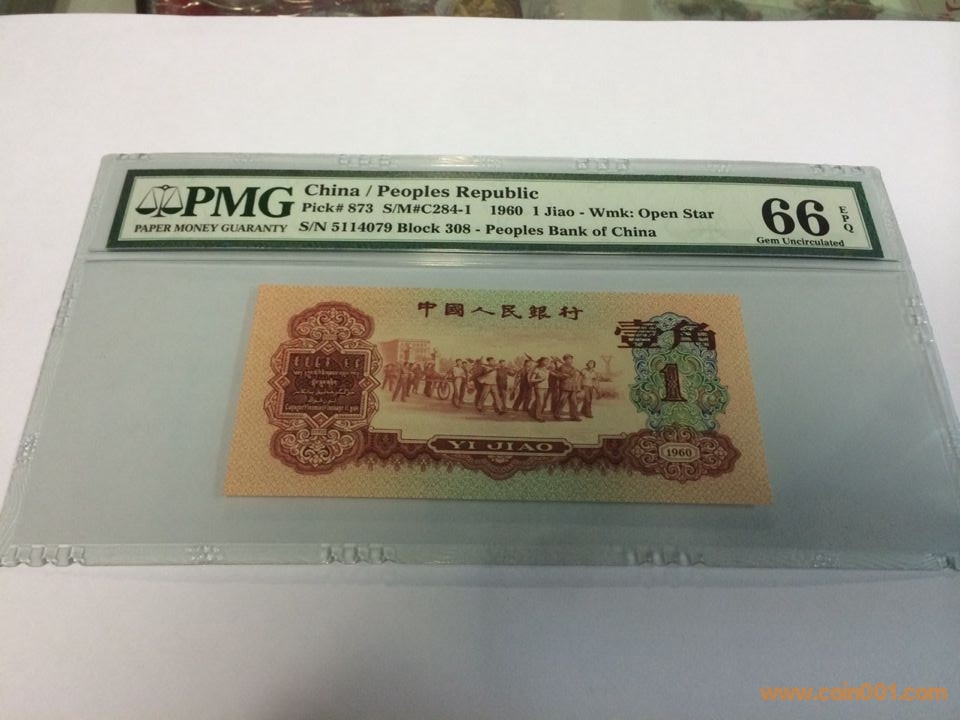 PMG
PAPER MONEY GUARANTY
China / Peoples Republic
Pick# 873 S/M#C284-1 1960 1 Jiao - Wmk: Open Star
S/N 5114079 Block 308 - Peoples Bank of China
66
EPQ
Gem Uncirculated
中國人民銀行
壹角
1
YI JIAO
1960
www.coin001.com